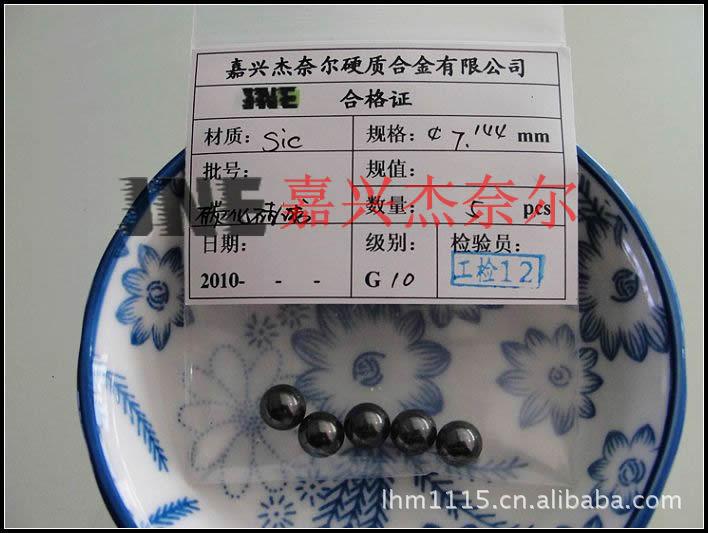 嘉兴杰奈尔硬质合金有限公司
JNE 合格证
材质: Sic 规格: ¢ 7.144 mm
批号: 规值:
碳化硅球 数量: 5 pcs
JNE 嘉兴杰奈尔
日期: 级别: 检验员:
2010- - - G 10 工检12
lhm1115.cn.alibaba.com